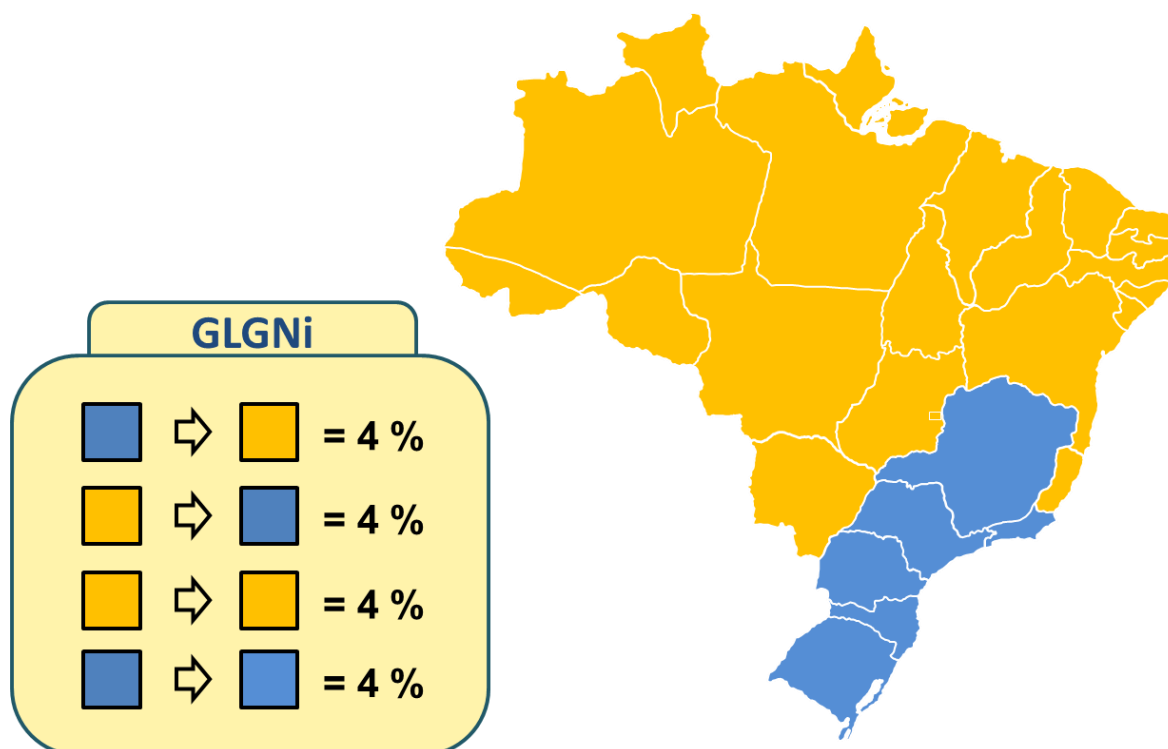 GLGNi
= 4 %
= 4 %
= 4 %
= 4 %